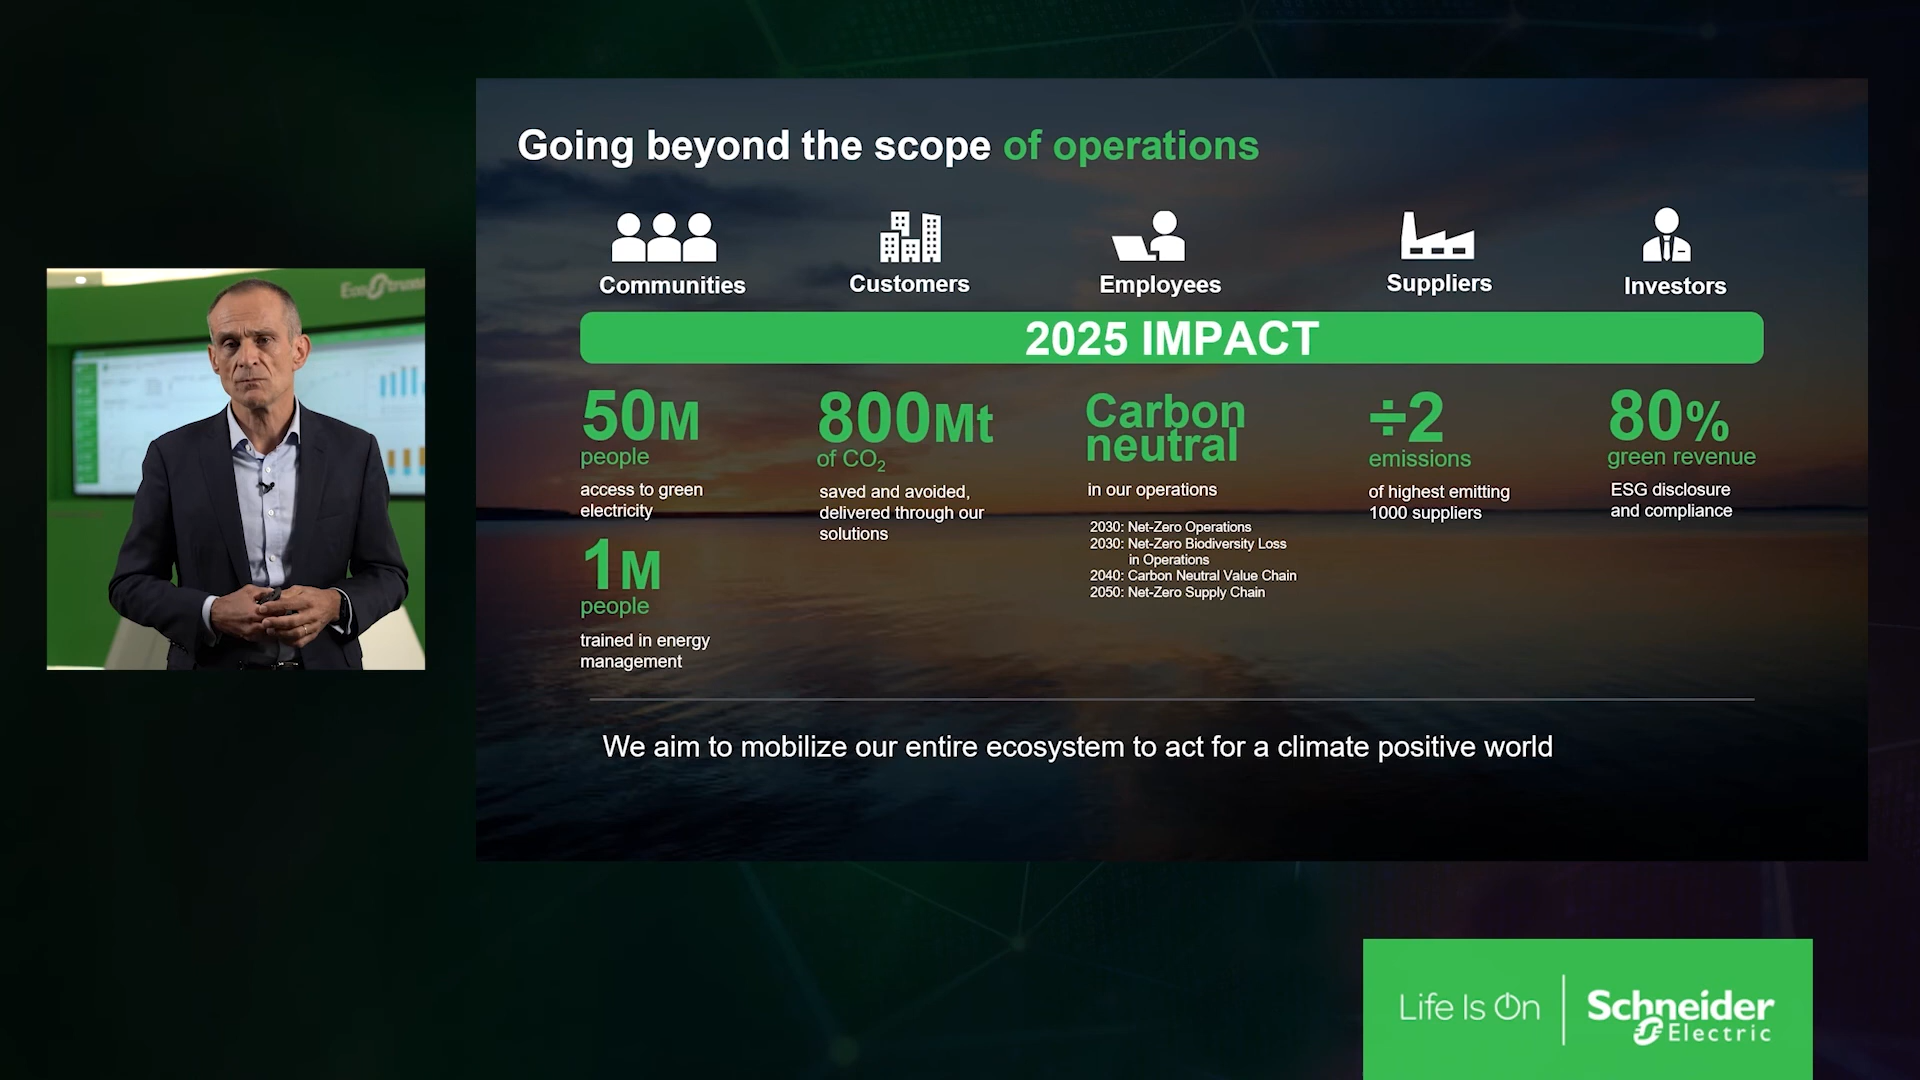 Going beyond the scope of operations
Communities
Customers
Employees
Suppliers
Investors
2025 IMPACT
50M
people
access to green
electricity
1M
people
trained in energy
management
800Mt
of CO₂
saved and avoided,
delivered through our
solutions
Carbon
neutral
in our operations
2030: Net-Zero Operations
2030: Net-Zero Biodiversity Loss
in Operations
2040: Carbon Neutral Value Chain
2050: Net-Zero Supply Chain
÷2
emissions
of highest emitting
1000 suppliers
80%
green revenue
ESG disclosure
and compliance
We aim to mobilize our entire ecosystem to act for a climate positive world
Life Is On
Schneider
Electric